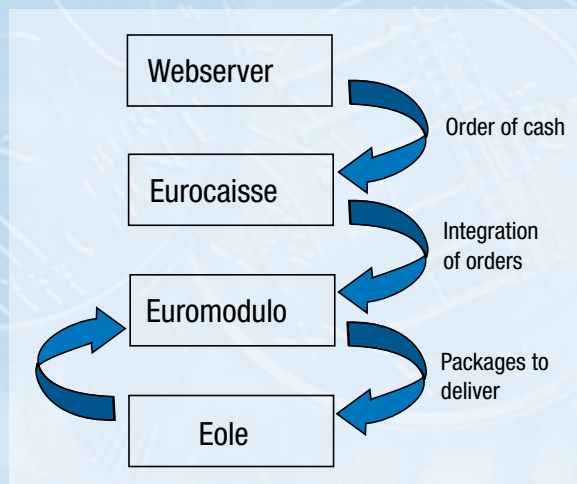 Webserver
Order of cash
Eurocaisse
Integration
of orders
Euromodulo
Packages to
deliver
Eole